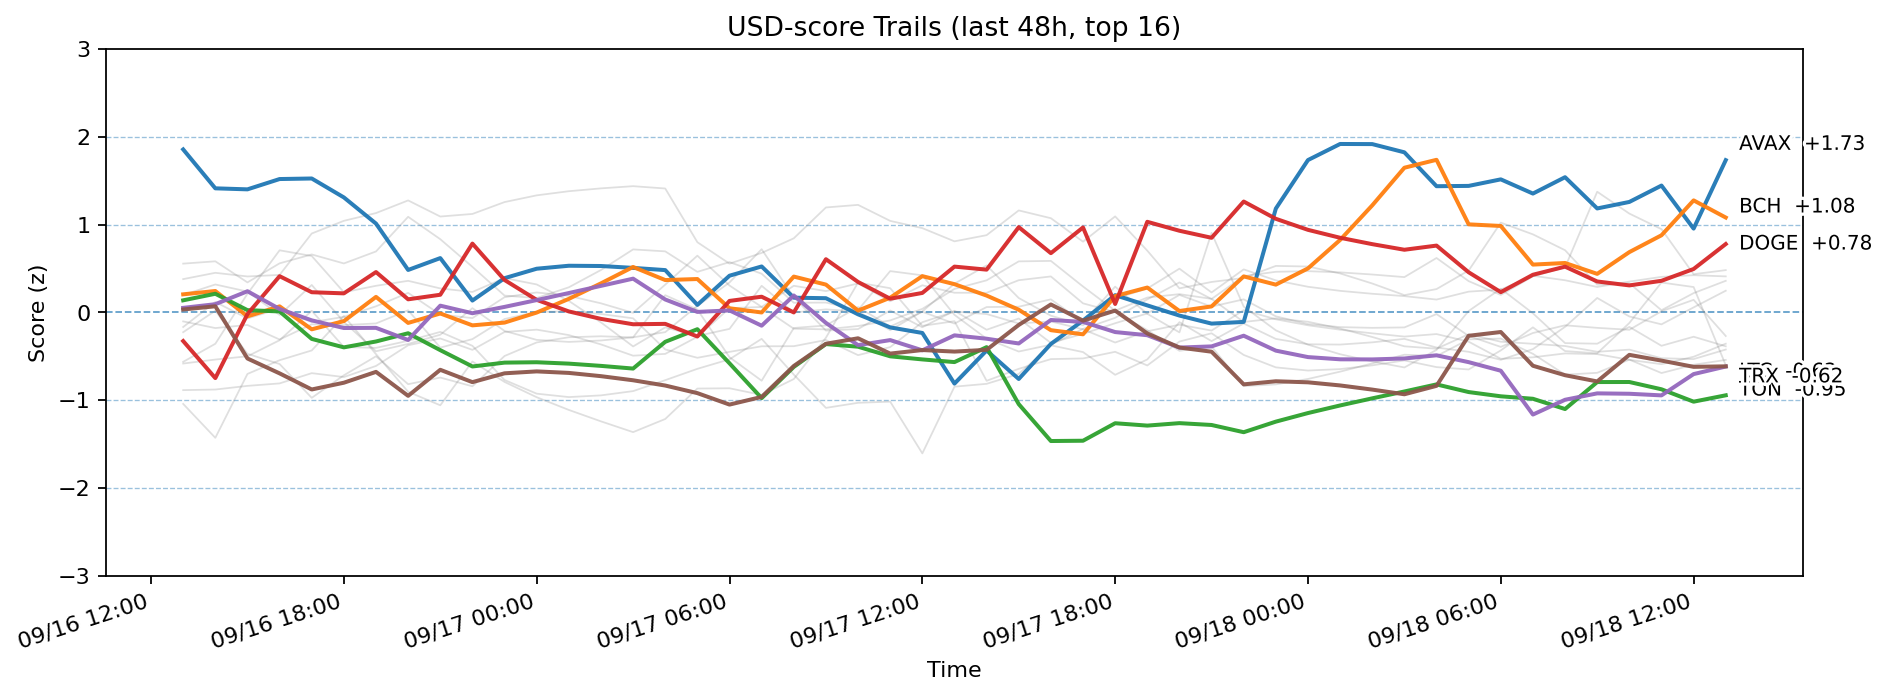 USD-score Trails (last 48h, top 16)
3
2
1
0
−1
−2
−3
Score (z)
AVAX +1.73
BCH +1.08
DOGE +0.78
TRX -0.62
TON -0.95
09/16 12:00
09/16 18:00
09/17 00:00
09/17 06:00
09/17 12:00
09/17 18:00
09/18 00:00
09/18 06:00
09/18 12:00
Time